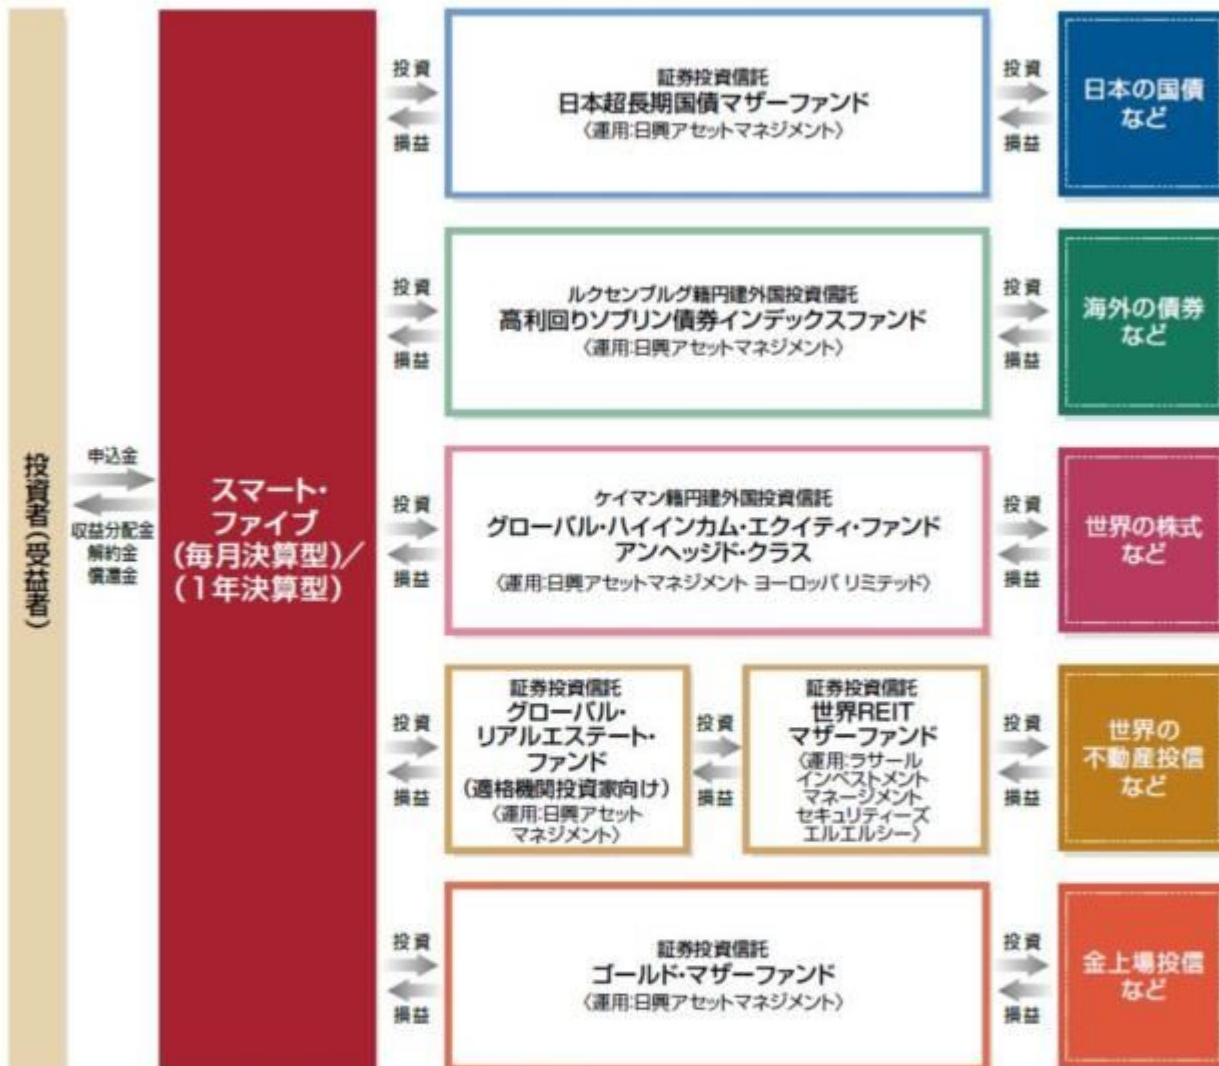 投資者(受益者)
申込金
収益分配金
解約金
償還金
スマート・
ファイブ
(毎月決算型)/
(1年決算型)
投資
損益
証券投資信託
日本超長期国債マザーファンド
〈運用:日興アセットマネジメント〉
投資
損益
日本の国債
など
投資
損益
ルクセンブルグ籍円建外国投資信託
高利回りソブリン債券インデックスファンド
〈運用:日興アセットマネジメント〉
投資
損益
海外の債券
など
投資
損益
ケイマン籍円建外国投資信託
グローバル・ハイインカム・エクイティ・ファンド
アンヘッジド・クラス
〈運用:日興アセットマネジメント ヨーロッパ リミテッド〉
投資
損益
世界の株式
など
投資
損益
証券投資信託
グローバル・
リアルエステート・
ファンド
(適格機関投資家向け)
〈運用:日興アセット
マネジメント〉
投資
損益
証券投資信託
世界REIT
マザーファンド
〈運用:ラサール
インベストメント
マネージメント
セキュリティーズ
エルエルシー〉
投資
損益
世界の
不動産投信
など
投資
損益
証券投資信託
ゴールド・マザーファンド
〈運用:日興アセットマネジメント〉
投資
損益
金上場投信
など